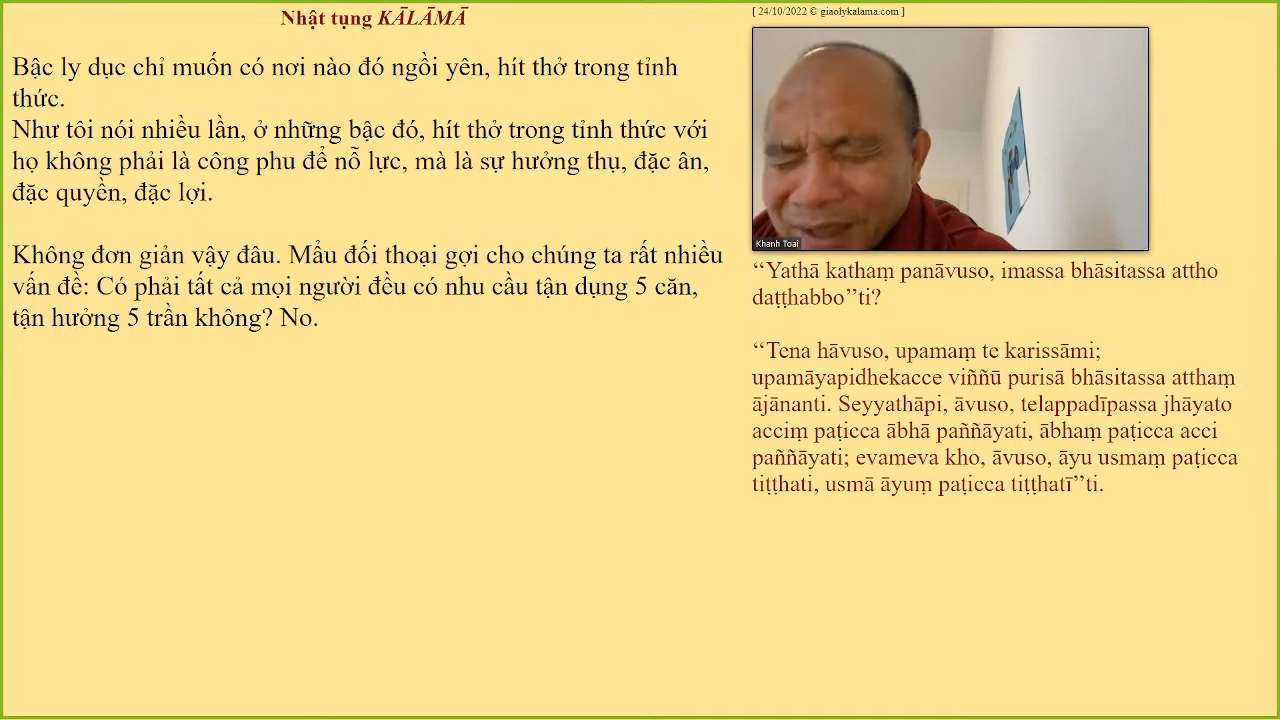 Nhật tụng KĀLĀMĀ
[ 24/10/2022 © giaolykalama.com ]
Bậc ly dục chỉ muốn có nơi nào đó ngồi yên, hít thở trong tỉnh
thức.
Như tôi nói nhiều lần, ở những bậc đó, hít thở trong tỉnh thức với
họ không phải là công phu để nỗ lực, mà là sự hưởng thụ, đặc ân,
đặc quyền, đặc lợi.
Không đơn giản vậy đâu. Mẩu đối thoại gợi cho chúng ta rất nhiều
vấn đề: Có phải tất cả mọi người đều có nhu cầu tận dụng 5 căn,
tận hưởng 5 trần không? No.
Khanh Toai
“Yathā kathaṃ panāvuso, imassa bhāsitassa attho
daṭṭhabbo”ti?
“Tena hāvuso, upamaṃ te karissāmi;
upamāyapidhekacce viññū purisā bhāsitassa atthaṃ
ājānanti. Seyyathāpi, āvuso, telappadīpassa jhāyato
acciṃ paṭicca ābhā paññāyati, ābhaṃ paṭicca acci
paññāyati; evameva kho, āvuso, āyu usmaṃ paṭicca
tiṭṭhati, usmā āyuṃ paṭicca tiṭṭhatī”ti.